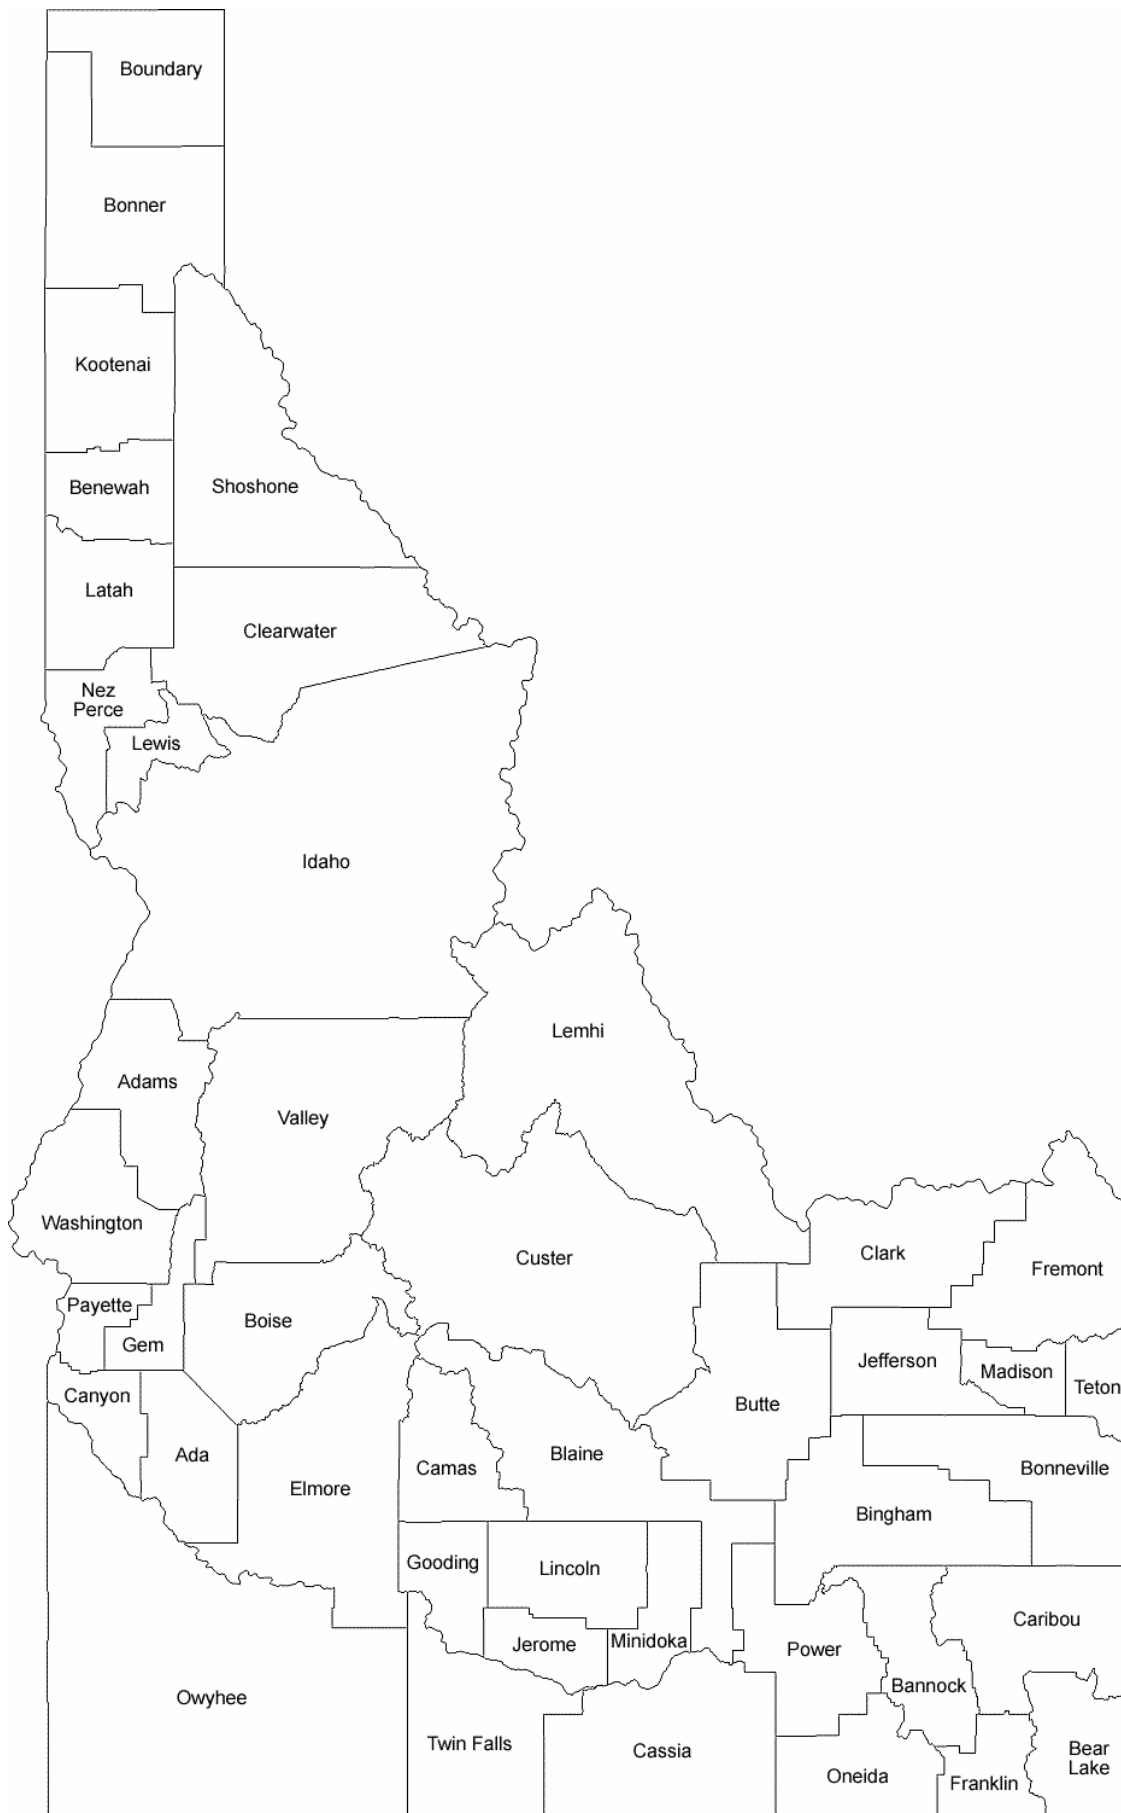 Boundary
Bonner
Kootenai
Benewah
Shoshone
Latah
Clearwater
Nez
Perce
Lewis
Idaho
Lemhi
Adams
Valley
Washington
Custer
Clark
Fremont
Payette
Gem
Boise
Jefferson
Madison
Teton
Canyon
Butte
Ada
Camas
Blaine
Elmore
Bonneville
Bingham
Gooding
Lincoln
Jerome
Minidoka
Power
Caribou
Bannock
Owyhee
Twin Falls
Cassia
Oneida
Franklin
Bear
Lake